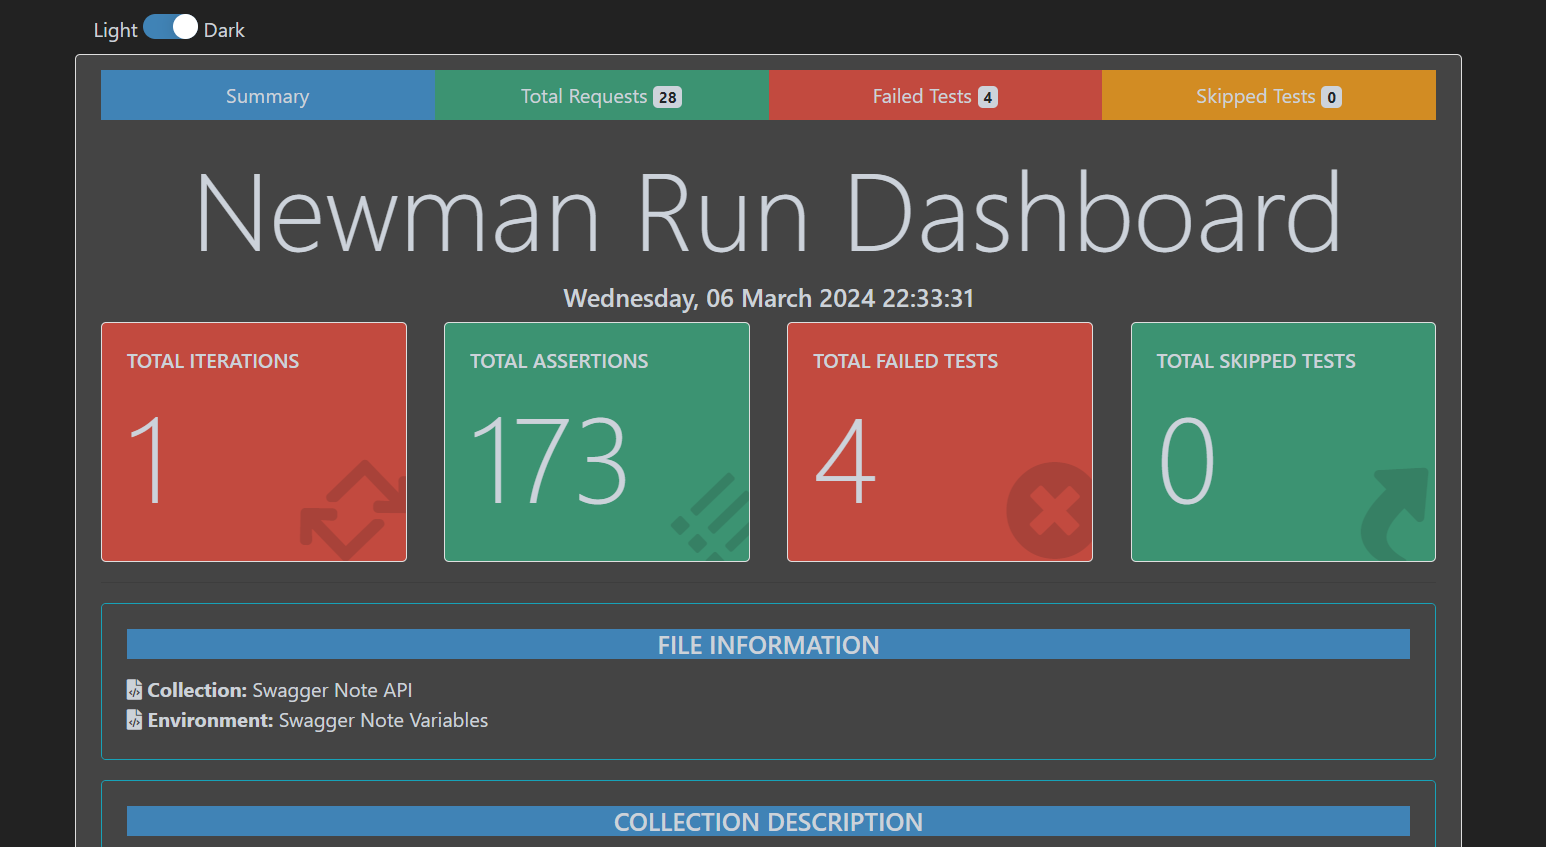 Light Dark
Summary Total Requests 28 Failed Tests 4 Skipped Tests 0
Newman Run Dashboard
Wednesday, 06 March 2024 22:33:31
TOTAL ITERATIONS
1
TOTAL ASSERTIONS
173
TOTAL FAILED TESTS
4
TOTAL SKIPPED TESTS
0
FILE INFORMATION
Collection: Swagger Note API
Environment: Swagger Note Variables
COLLECTION DESCRIPTION